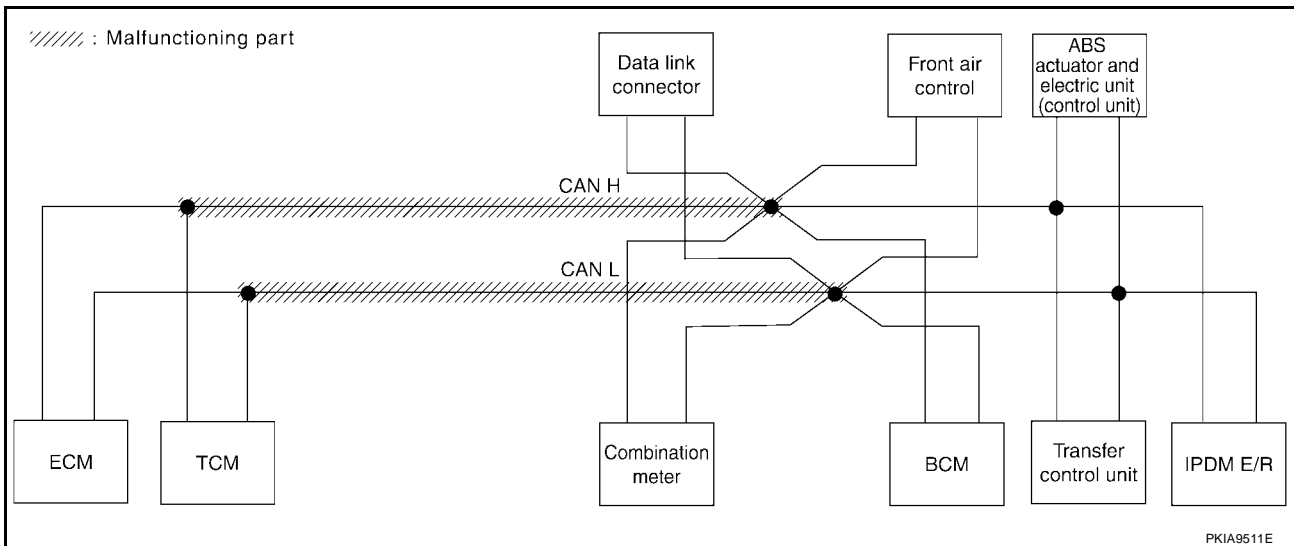 : Malfunctioning part
Data link
connector
Front air
control
ABS
actuator and
electric unit
(control unit)
CAN H
CAN L
ECM
TCM
Combination
meter
BCM
Transfer
control unit
IPDM E/R
PKIA9511E